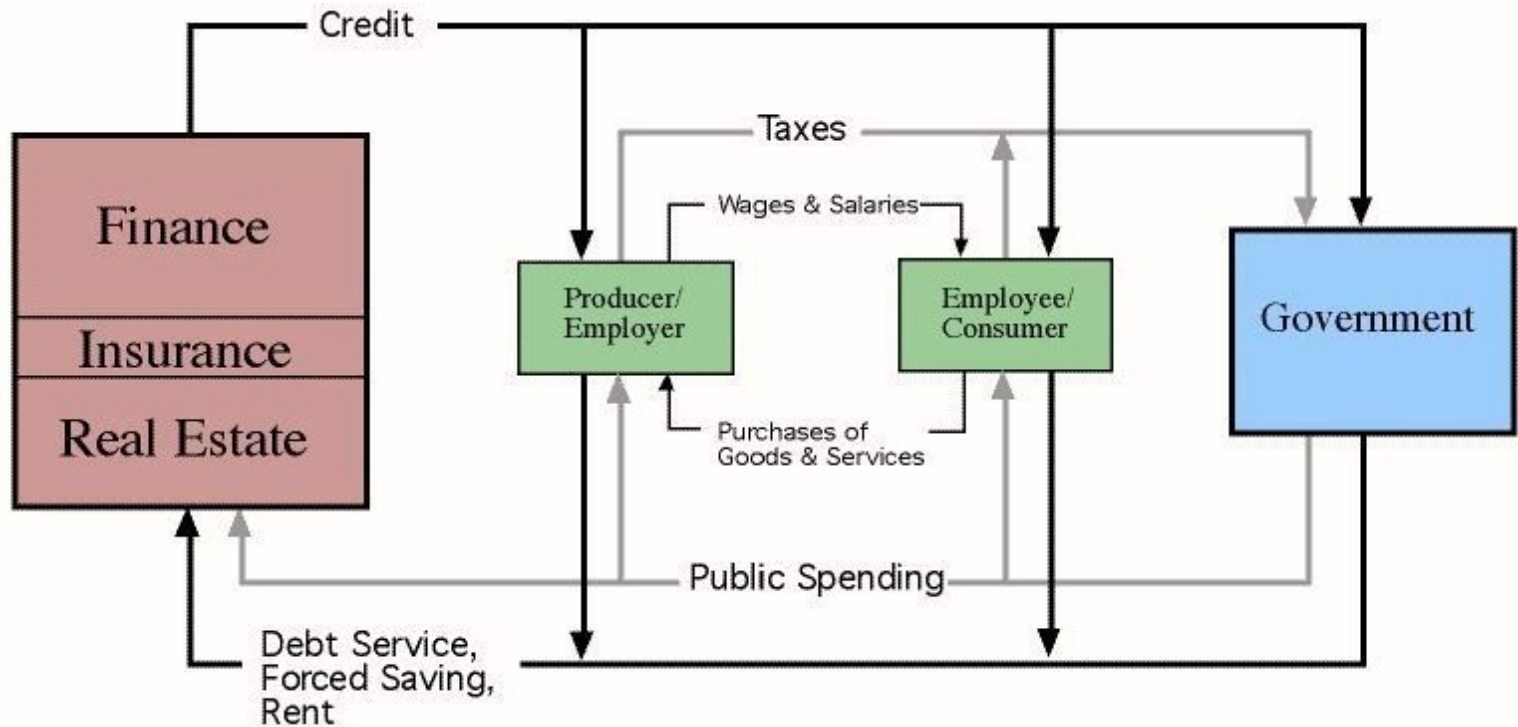 Credit
Taxes
Wages & Salaries
Finance
Insurance
Real Estate
Producer/
Employer
Employee/
Consumer
Government
Purchases of
Goods & Services
Public Spending
Debt Service,
Forced Saving,
Rent